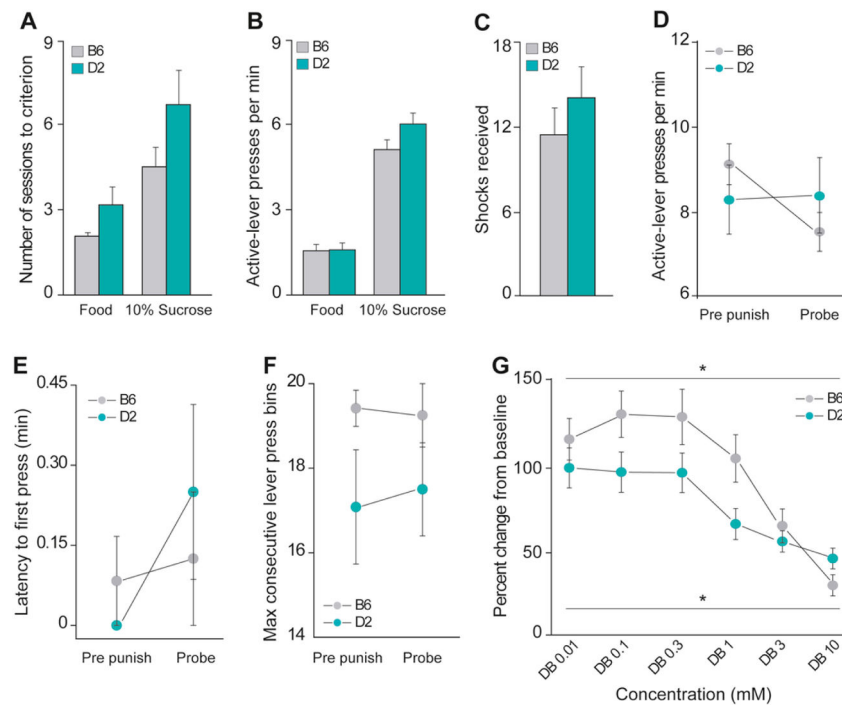 A
B6
D2
Number of sessions to criterion
9
6
3
0
Food
10% Sucrose
B
B6
D2
Active-lever presses per min
9
6
3
0
Food
10% Sucrose
C
B6
D2
Shocks received
18
12
6
0
D
B6
D2
Active-lever presses per min
12
10
8
6
Pre punish
Probe
E
B6
D2
Latency to first press (min)
0.45
0.30
0.15
0
Pre punish
Probe
F
Max consecutive lever press bins
20
18
16
14
B6
D2
Pre punish
Probe
G
*
B6
D2
Percent change from baseline
150
100
50
0
*
DB 0.01
DB 0.1
DB 0.3
DB 1
DB 3
DB 10
Concentration (mM)